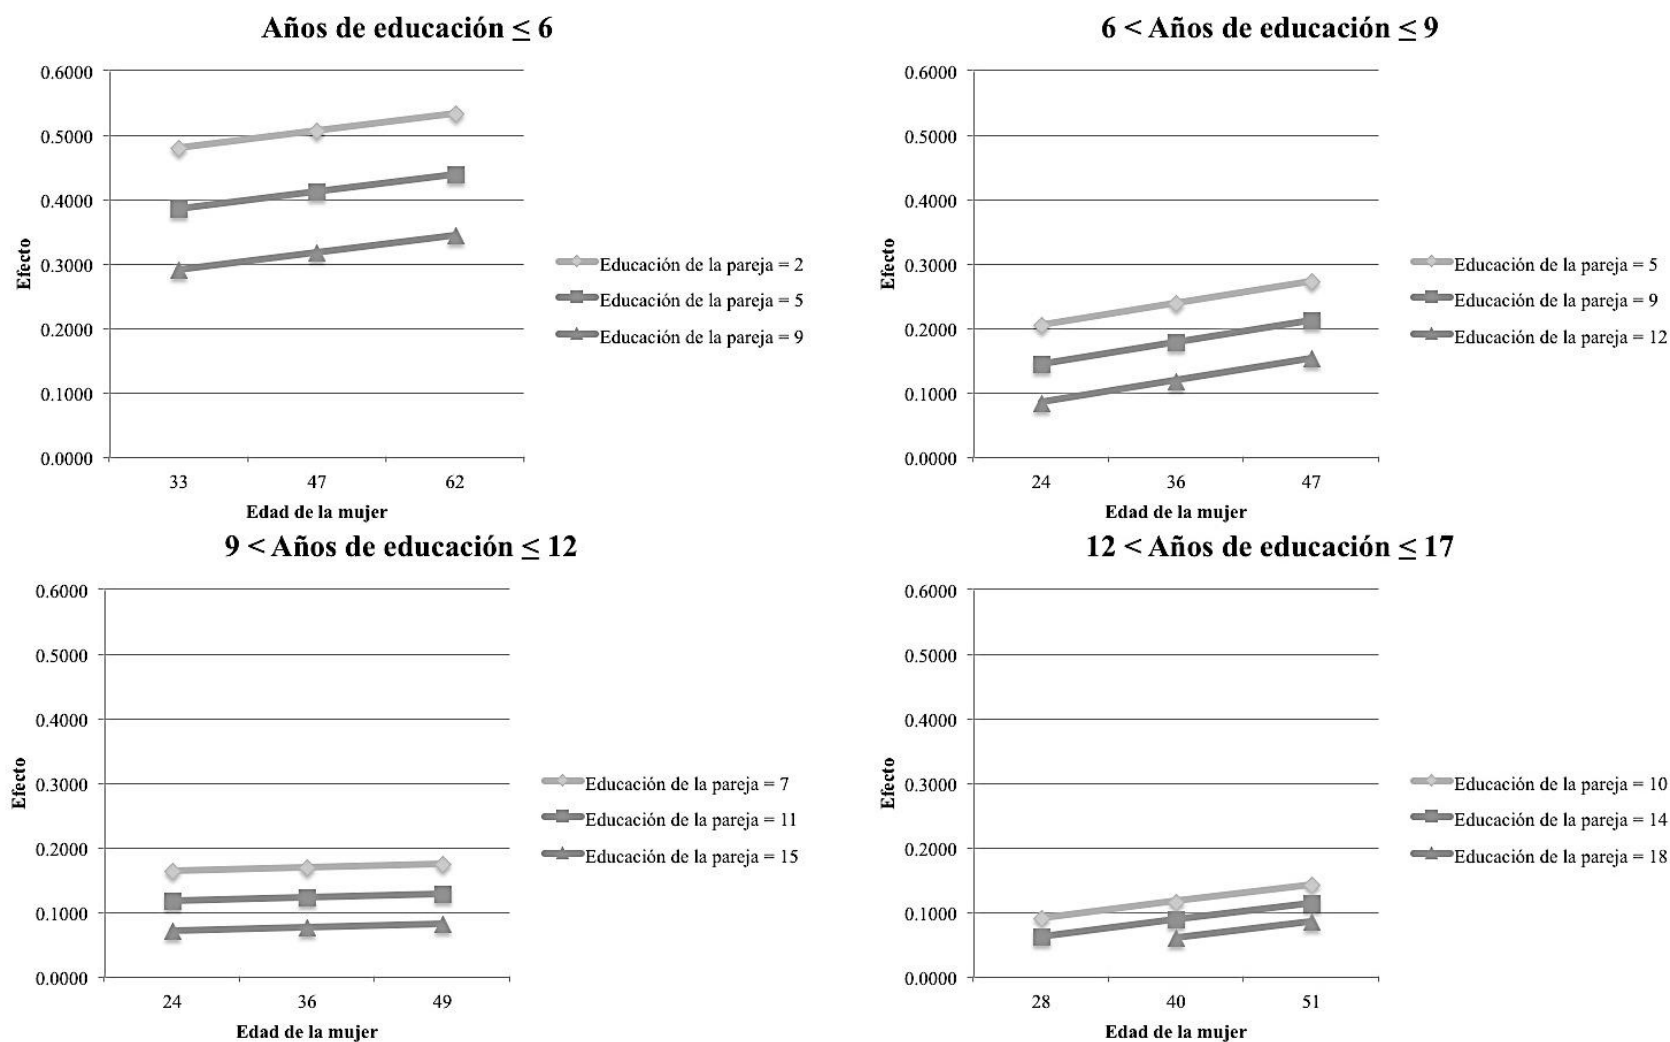 Años de educación ≤ 6
0.6000
0.5000
0.4000
0.3000
0.2000
0.1000
0.0000
Efecto
33 47 62
Edad de la mujer
Educación de la pareja = 2
Educación de la pareja = 5
Educación de la pareja = 9
6 < Años de educación ≤ 9
0.6000
0.5000
0.4000
0.3000
0.2000
0.1000
0.0000
Efecto
24 36 47
Edad de la mujer
Educación de la pareja = 5
Educación de la pareja = 9
Educación de la pareja = 12
9 < Años de educación ≤ 12
0.6000
0.5000
0.4000
0.3000
0.2000
0.1000
0.0000
Efecto
24 36 49
Edad de la mujer
Educación de la pareja = 7
Educación de la pareja = 11
Educación de la pareja = 15
12 < Años de educación ≤ 17
0.6000
0.5000
0.4000
0.3000
0.2000
0.1000
0.0000
Efecto
28 40 51
Edad de la mujer
Educación de la pareja = 10
Educación de la pareja = 14
Educación de la pareja = 18